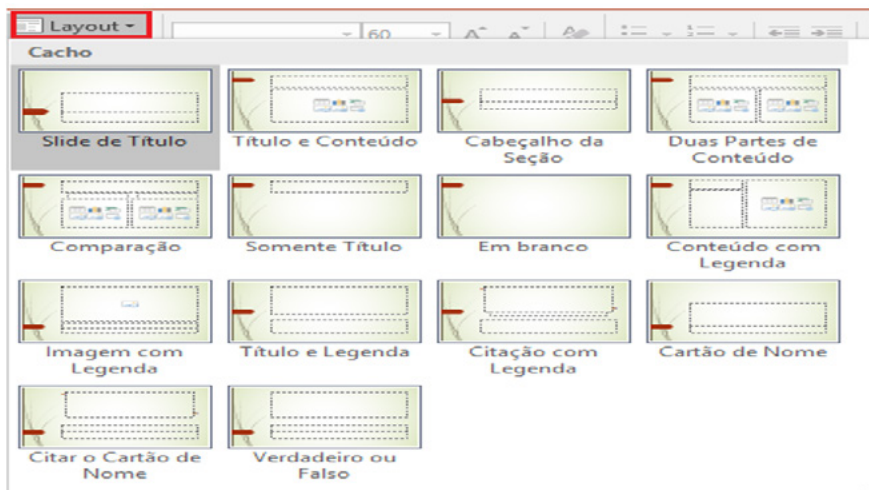 Layout
60
Cacho
Slide de Título
Título e Conteúdo
Cabeçalho da
Seção
Duas Partes de
Conteúdo
Comparação
Somente Título
Em branco
Conteúdo com
Legenda
Imagem com
Legenda
Título e Legenda
Citação com
Legenda
Cartão de Nome
Citar o Cartão de
Nome
Verdadeiro ou
Falso